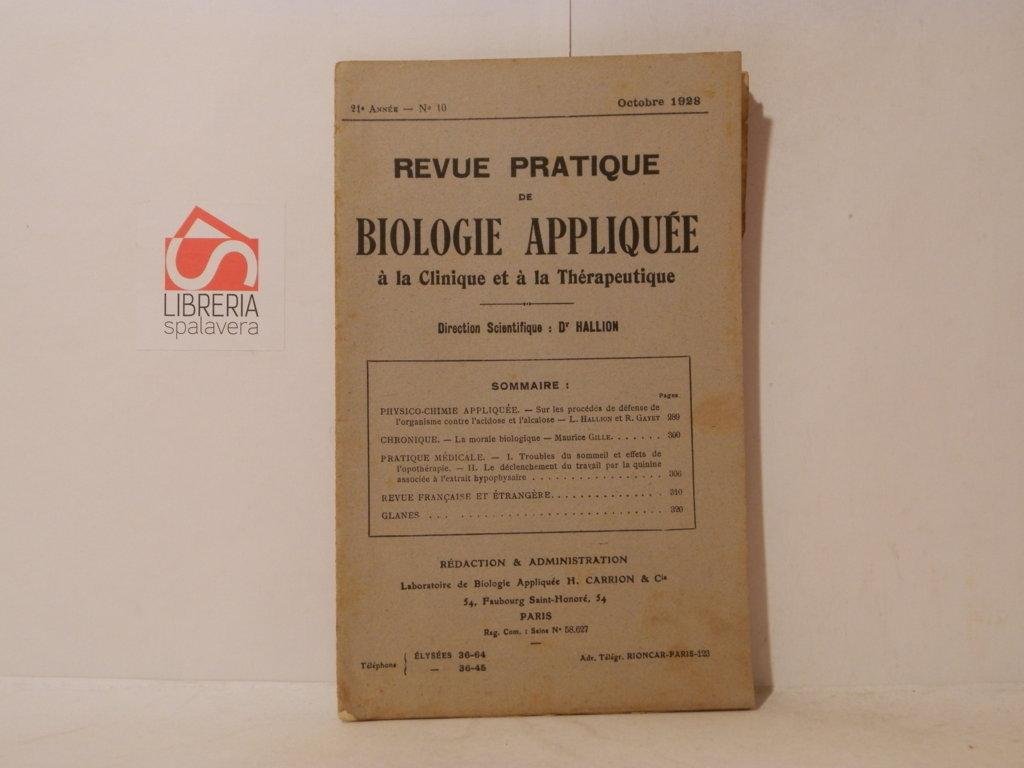 21e ANNÉE — No 10
Octobre 1928
REVUE PRATIQUE
DE
BIOLOGIE APPLIQUÉE
à la Clinique et à la Thérapeutique
Direction Scientifique : Dr HALLION
SOMMAIRE :
Pages
PHYSICO-CHIMIE APPLIQUÉE. — Sur les procédés de défense de
l'organisme contre l'acidose et l'alcalose — L. HALLION et R. GAYET 289
CHRONIQUE. — La morale biologique — Maurice GILLE. . . . . . . 300
PRATIQUE MÉDICALE. — I. Troubles du sommeil et effets de
l'opothérapie. — II. Le déclenchement du travail par la quinine
associée à l'extrait hypophysaire . . . . . . . . . . . . . . . . . 306
REVUE FRANÇAISE ET ÉTRANGÈRE. . . . . . . . . . . . . . . 310
GLANES . . . . . . . . . . . . . . . . . . . . . . . . . . . . . 320
RÉDACTION & ADMINISTRATION
Laboratoire de Biologie Appliquée H. CARRION & Cie
54, Faubourg Saint-Honoré, 54
PARIS
Reg. Com. : Seine No 58.627
Téléphone { ÉLYSÉES 36-64
— 36-45
Adr. Télégr. RIONCAR-PARIS-123
LIBRERIA
spalavera